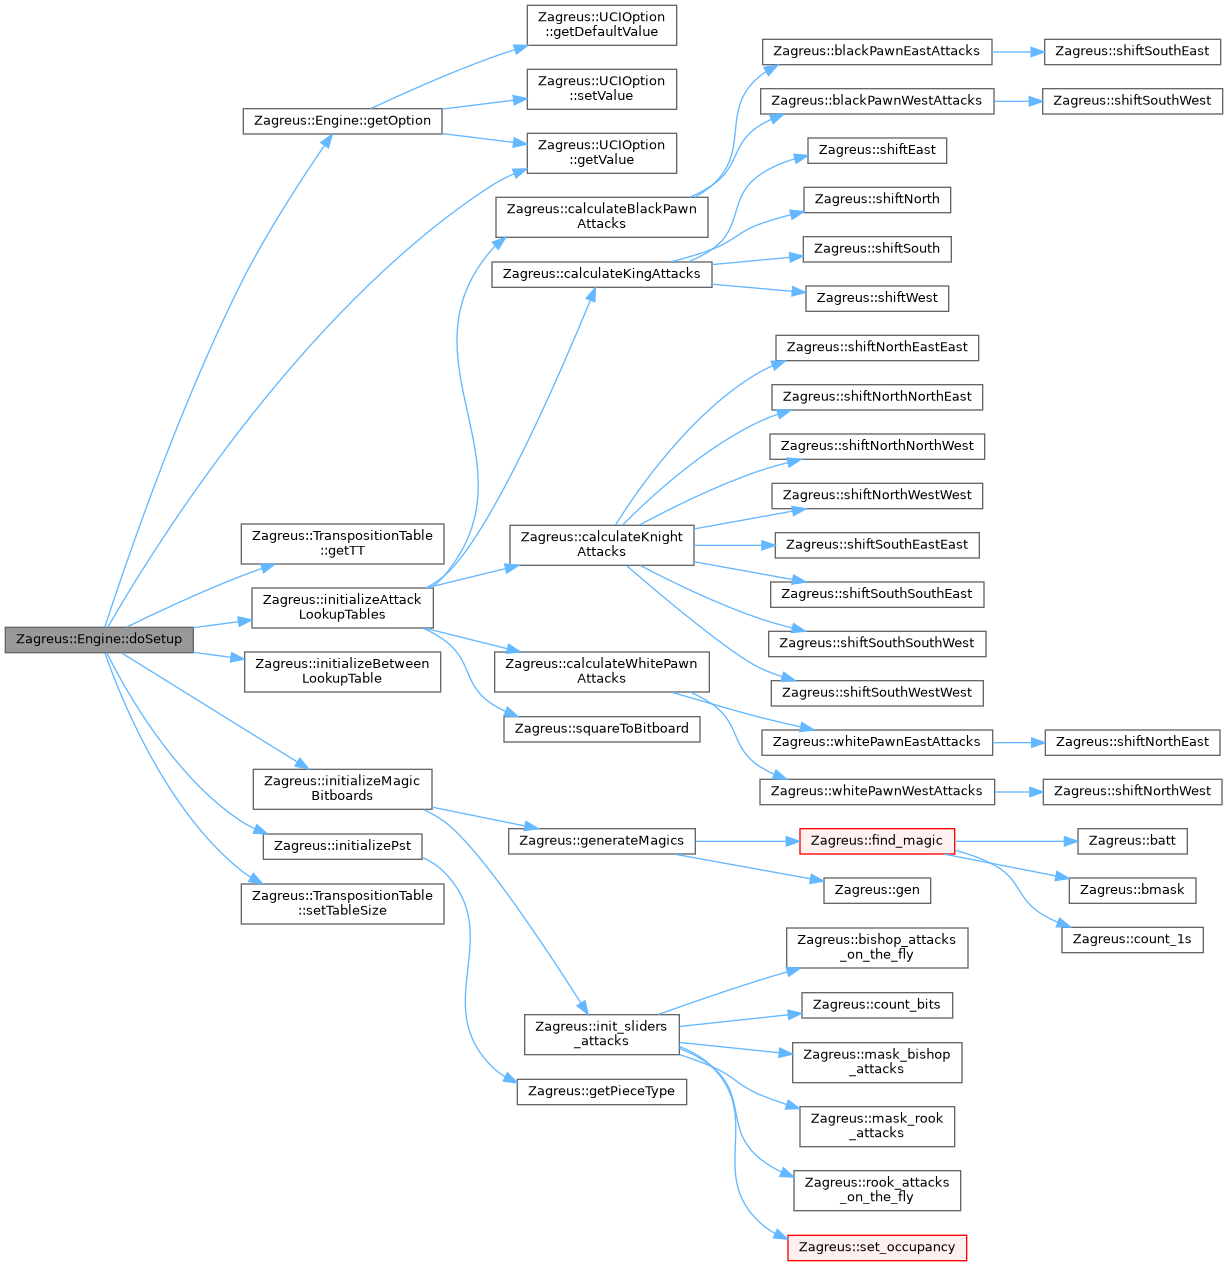 Zagreus::Engine::doSetup
Zagreus::Engine::getOption
Zagreus::UCIOption
::getDefaultValue
Zagreus::UCIOption
::setValue
Zagreus::UCIOption
::getValue
Zagreus::TranspositionTable
::getTT
Zagreus::initializeAttack
LookupTables
Zagreus::calculateBlackPawn
Attacks
Zagreus::blackPawnEastAttacks
Zagreus::shiftSouthEast
Zagreus::blackPawnWestAttacks
Zagreus::shiftSouthWest
Zagreus::calculateKingAttacks
Zagreus::shiftEast
Zagreus::shiftNorth
Zagreus::shiftSouth
Zagreus::shiftWest
Zagreus::calculateKnight
Attacks
Zagreus::shiftNorthEastEast
Zagreus::shiftNorthNorthEast
Zagreus::shiftNorthNorthWest
Zagreus::shiftNorthWestWest
Zagreus::shiftSouthEastEast
Zagreus::shiftSouthSouthEast
Zagreus::shiftSouthSouthWest
Zagreus::shiftSouthWestWest
Zagreus::calculateWhitePawn
Attacks
Zagreus::whitePawnEastAttacks
Zagreus::shiftNorthEast
Zagreus::whitePawnWestAttacks
Zagreus::shiftNorthWest
Zagreus::squareToBitboard
Zagreus::initializeBetween
LookupTable
Zagreus::initializeMagic
Bitboards
Zagreus::generateMagics
Zagreus::find_magic
Zagreus::batt
Zagreus::bmask
Zagreus::count_1s
Zagreus::gen
Zagreus::init_sliders
_attacks
Zagreus::bishop_attacks
_on_the_fly
Zagreus::count_bits
Zagreus::mask_bishop
_attacks
Zagreus::mask_rook
_attacks
Zagreus::rook_attacks
_on_the_fly
Zagreus::set_occupancy
Zagreus::initializePst
Zagreus::getPieceType
Zagreus::TranspositionTable
::setTableSize